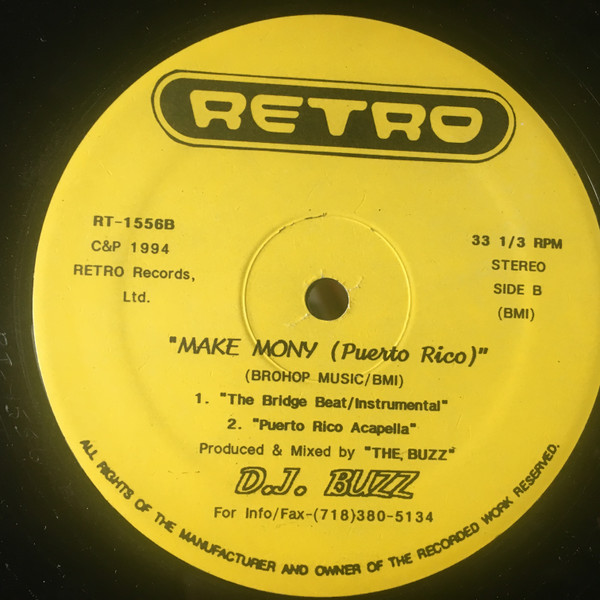 RETRO
RT-1556B
C&P 1994
RETRO Records,
Ltd.
33 1/3 RPM
STEREO
SIDE B
(BMI)
"MAKE MONY (Puerto Rico)"
(BROHOP MUSIC/BMI)
1. "The Bridge Beat/Instrumental"
2. "Puerto Rico Acapella"
Produced & Mixed by "THE BUZZ"
D.J. BUZZ
For Info/Fax-(718)380-5134
ALL RIGHTS OF THE MANUFACTURER AND OWNER OF THE RECORDED WORK RESERVED.